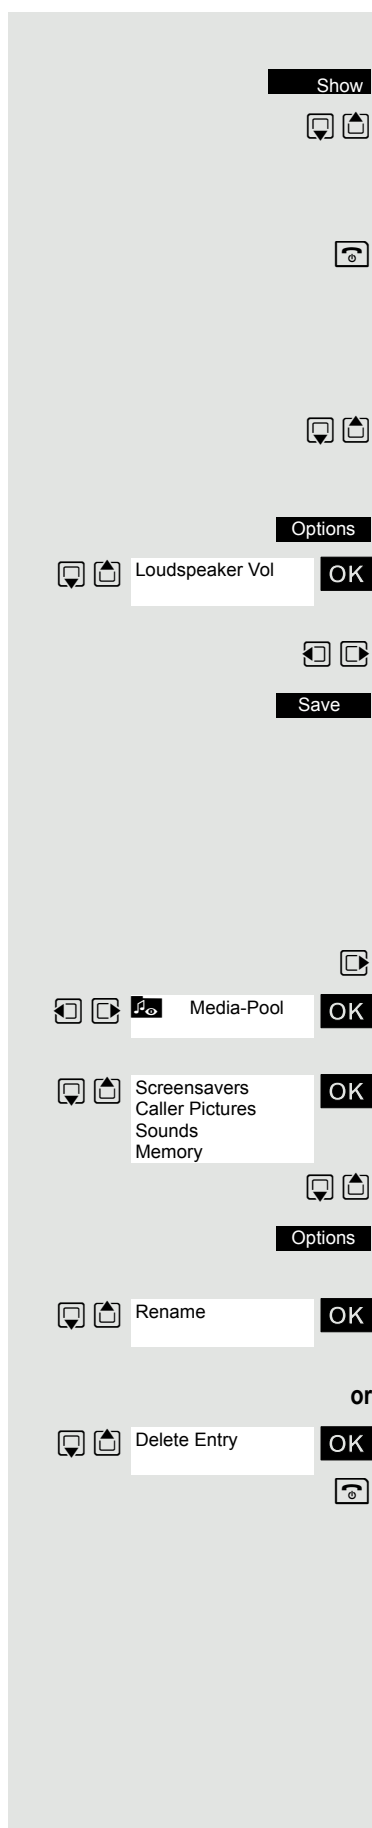 Show
Options
Loudspeaker Vol OK
Save
Media-Pool OK
Screensavers OK
Caller Pictures
Sounds
Memory
Options
Rename OK
or
Delete Entry OK